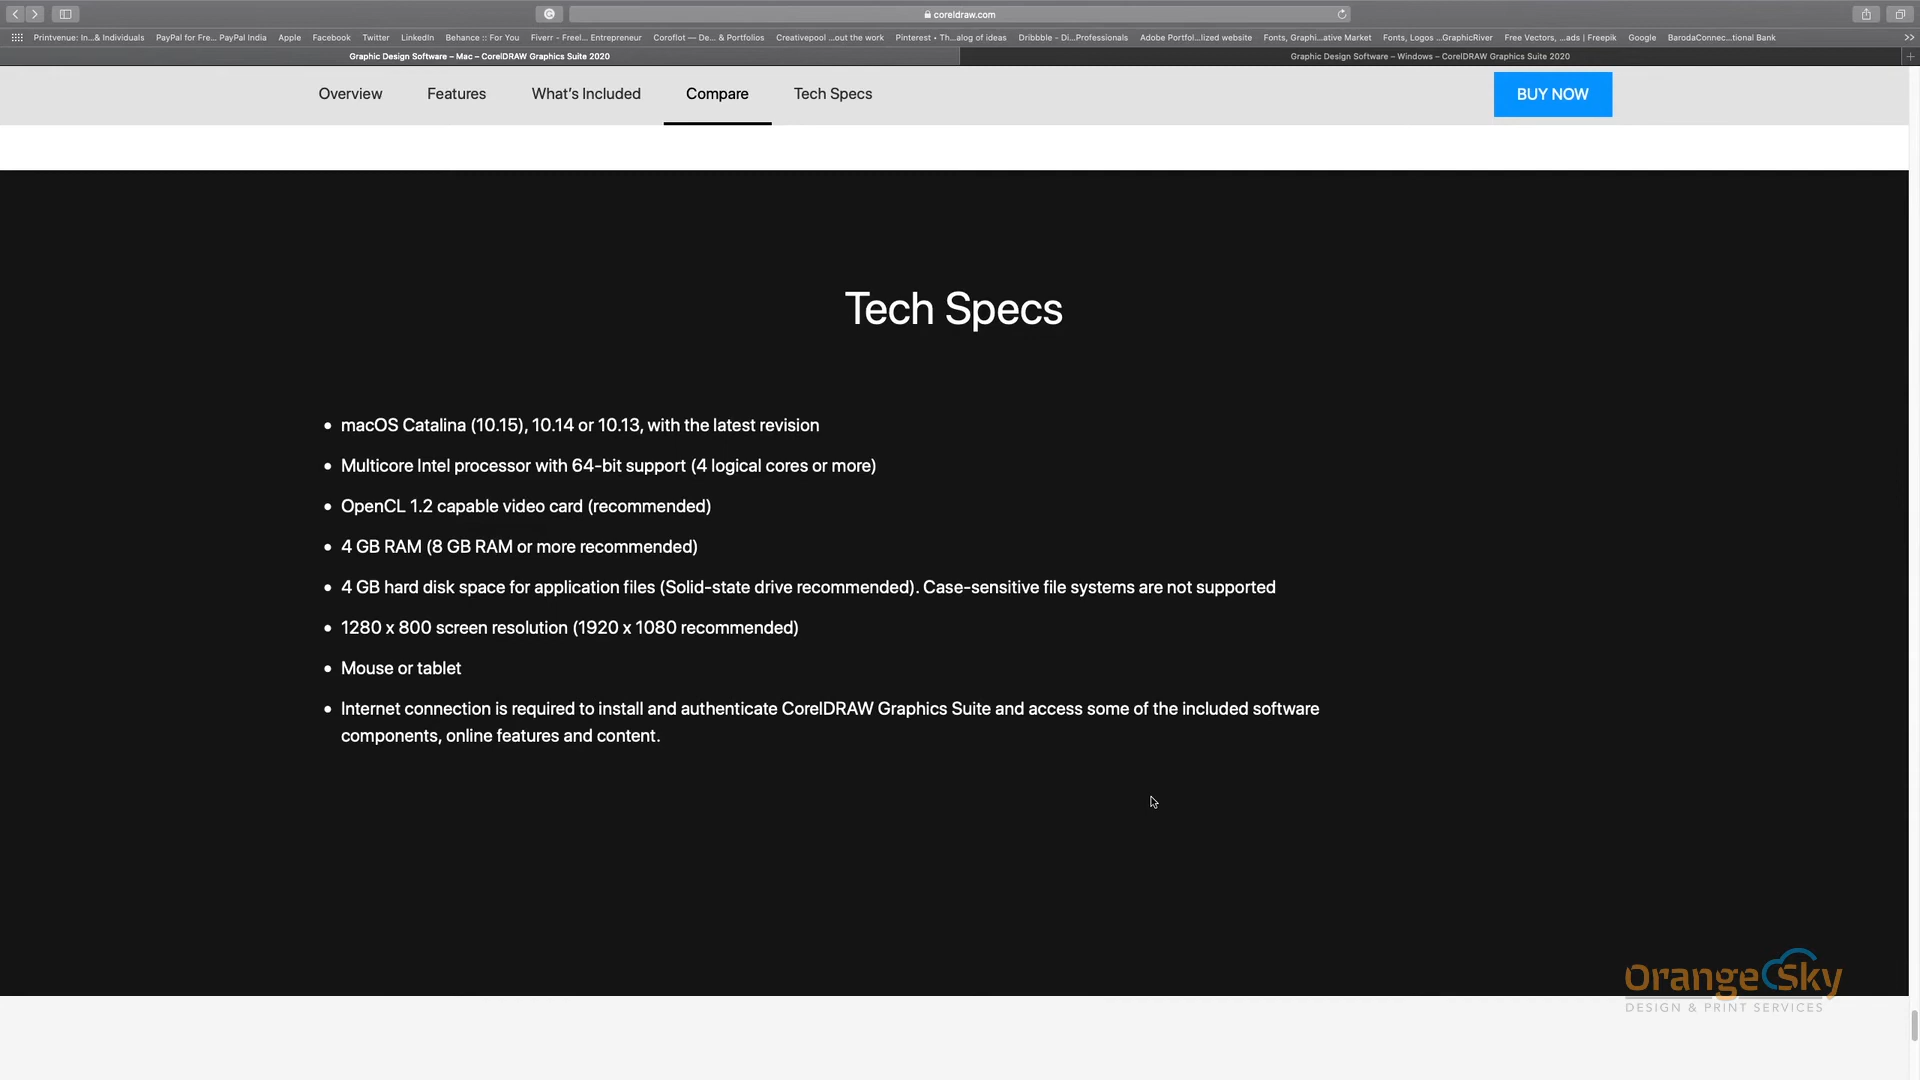 coreldraw.com
Printvenue: In...& Individuals PayPal for Fre... PayPal India Apple Facebook Twitter LinkedIn Behance :: For You Fiverr - Freel... Entrepreneur Coroflot — De... & Portfolios Creativepool ...out the work Pinterest • Th...alog of ideas Dribbble - Di...Professionals Adobe Portfol...lized website Fonts, Graphi...ative Market Fonts, Logos ...GraphicRiver Free Vectors, ...ads | Freepik Google BarodaConnec...tional Bank
Graphic Design Software – Mac – CorelDRAW Graphics Suite 2020 Graphic Design Software – Windows – CorelDRAW Graphics Suite 2020
Overview Features What's Included Compare Tech Specs BUY NOW
Tech Specs
• macOS Catalina (10.15), 10.14 or 10.13, with the latest revision
• Multicore Intel processor with 64-bit support (4 logical cores or more)
• OpenCL 1.2 capable video card (recommended)
• 4 GB RAM (8 GB RAM or more recommended)
• 4 GB hard disk space for application files (Solid-state drive recommended). Case-sensitive file systems are not supported
• 1280 x 800 screen resolution (1920 x 1080 recommended)
• Mouse or tablet
• Internet connection is required to install and authenticate CorelDRAW Graphics Suite and access some of the included software
components, online features and content.
OrangeSky
DESIGN & PRINT SERVICES